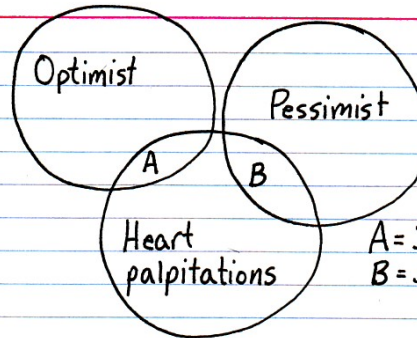 Optimist
Pessimist
A
B
Heart
palpitations
A=
B=